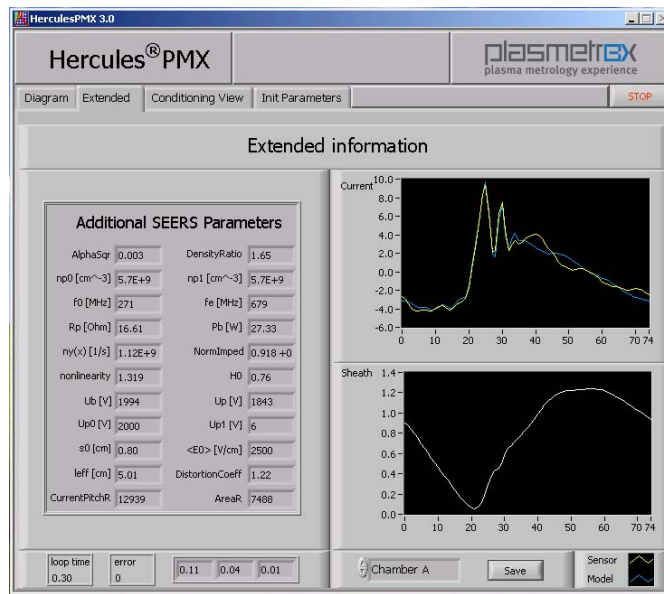 HerculesPMX 3.0
Hercules®PMX
plasmetrex
plasma metrology experience
Diagram Extended Conditioning View Init Parameters STOP
Extended information
Additional SEERS Parameters
AlphaSqr 0.003 DensityRatio 1.65
np0 [cm^-3] 5.7E+9 np1 [cm^-3] 5.7E+9
f0 [MHz] 271 fe [MHz] 679
Rp [Ohm] 16.61 Pb [W] 27.33
ny(x) [1/s] 1.12E+9 NormImped 0.918 +0
nonlinearity 1.319 H0 0.76
Ub [V] 1994 Up [V] 1843
Up0 [V] 2000 Up1 [V] 6
s0 [cm] 0.80 <E0> [V/cm] 2500
leff [cm] 5.01 DistortionCoeff 1.22
CurrentPitchR 12939 AreaR 7488
Current
10.0
8.0
6.0
4.0
2.0
0.0
-2.0
-4.0
-6.0
0 10 20 30 40 50 60 70 74
Sheath
1.4
1.2
1.0
0.8
0.6
0.4
0.2
0.0
0 10 20 30 40 50 60 70 74
loop time
0.30
error
0
0.11 0.04 0.01
Chamber A
Save
Sensor
Model